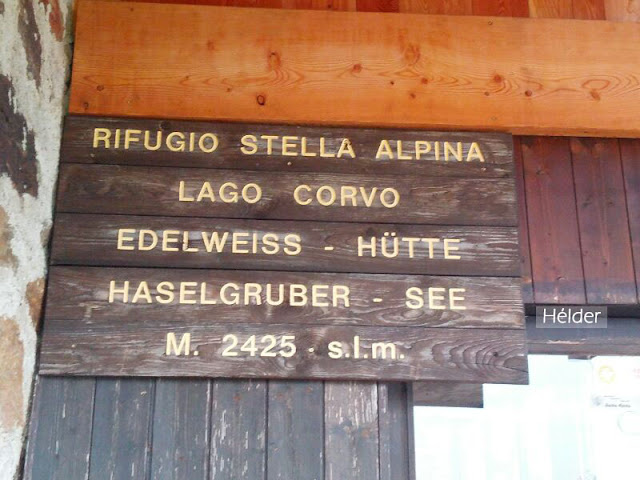 RIFUGIO STELLA ALPINA
LAGO CORVO
EDELWEISS - HÜTTE
HASELGRUBER - SEE
M. 2425 - s.l.m.
Hélder